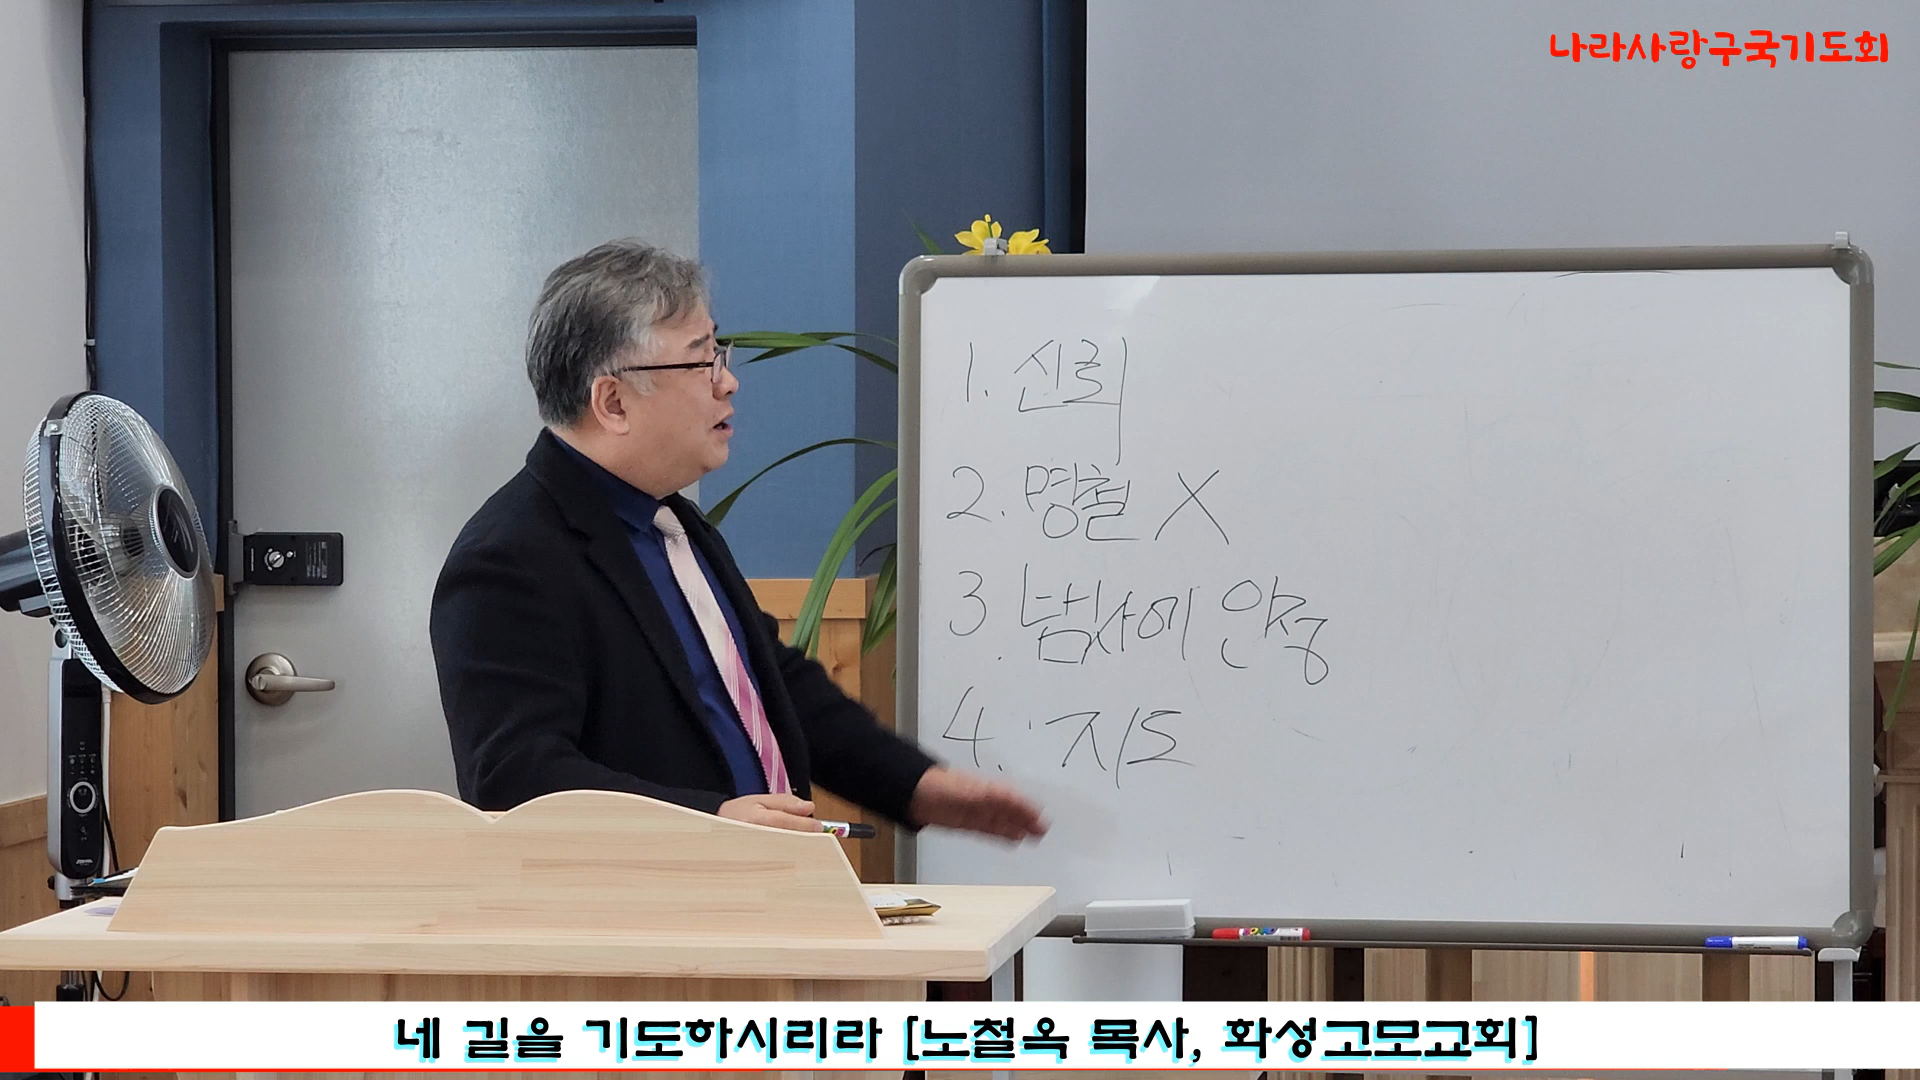 나라사랑구국기도회
1. 신뢰
2. 명철 X
3. 범사에 인정
4. 지도
네 길을 기도하시리라 [노철옥 목사, 화성고모교회]